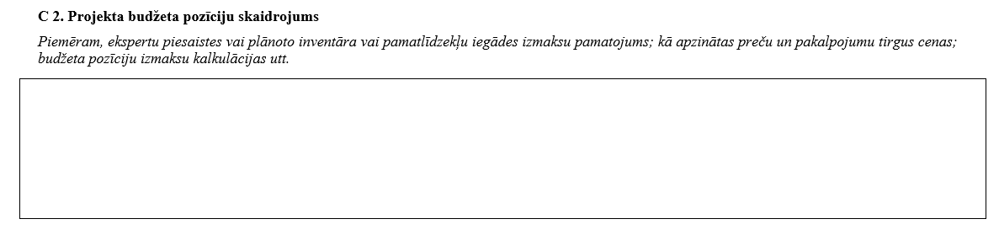 C 2. Projekta budžeta pozīciju skaidrojums
Piemēram, ekspertu piesaistes vai plānoto inventāra vai pamatlīdzekļu iegādes izmaksu pamatojums; kā apzinātas preču un pakalpojumu tirgus cenas;
budžeta pozīciju izmaksu kalkulācijas utt.